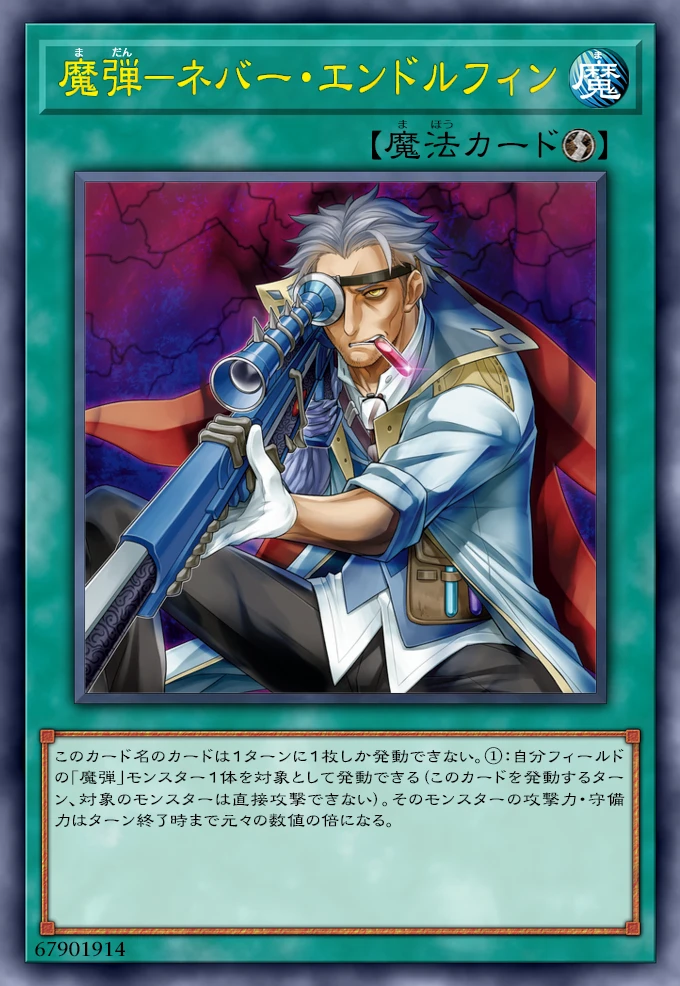 まだん
魔弾－ネバー・エンドルフィン
ま
魔
まほう
【魔法カード】
このカード名のカードは1ターンに1枚しか発動できない。①：自分フィールド
の「魔弾」モンスター1体を対象として発動できる（このカードを発動するター
ン、対象のモンスターは直接攻撃できない）。そのモンスターの攻撃力・守備
力はターン終了時まで元々の数値の倍になる。
67901914